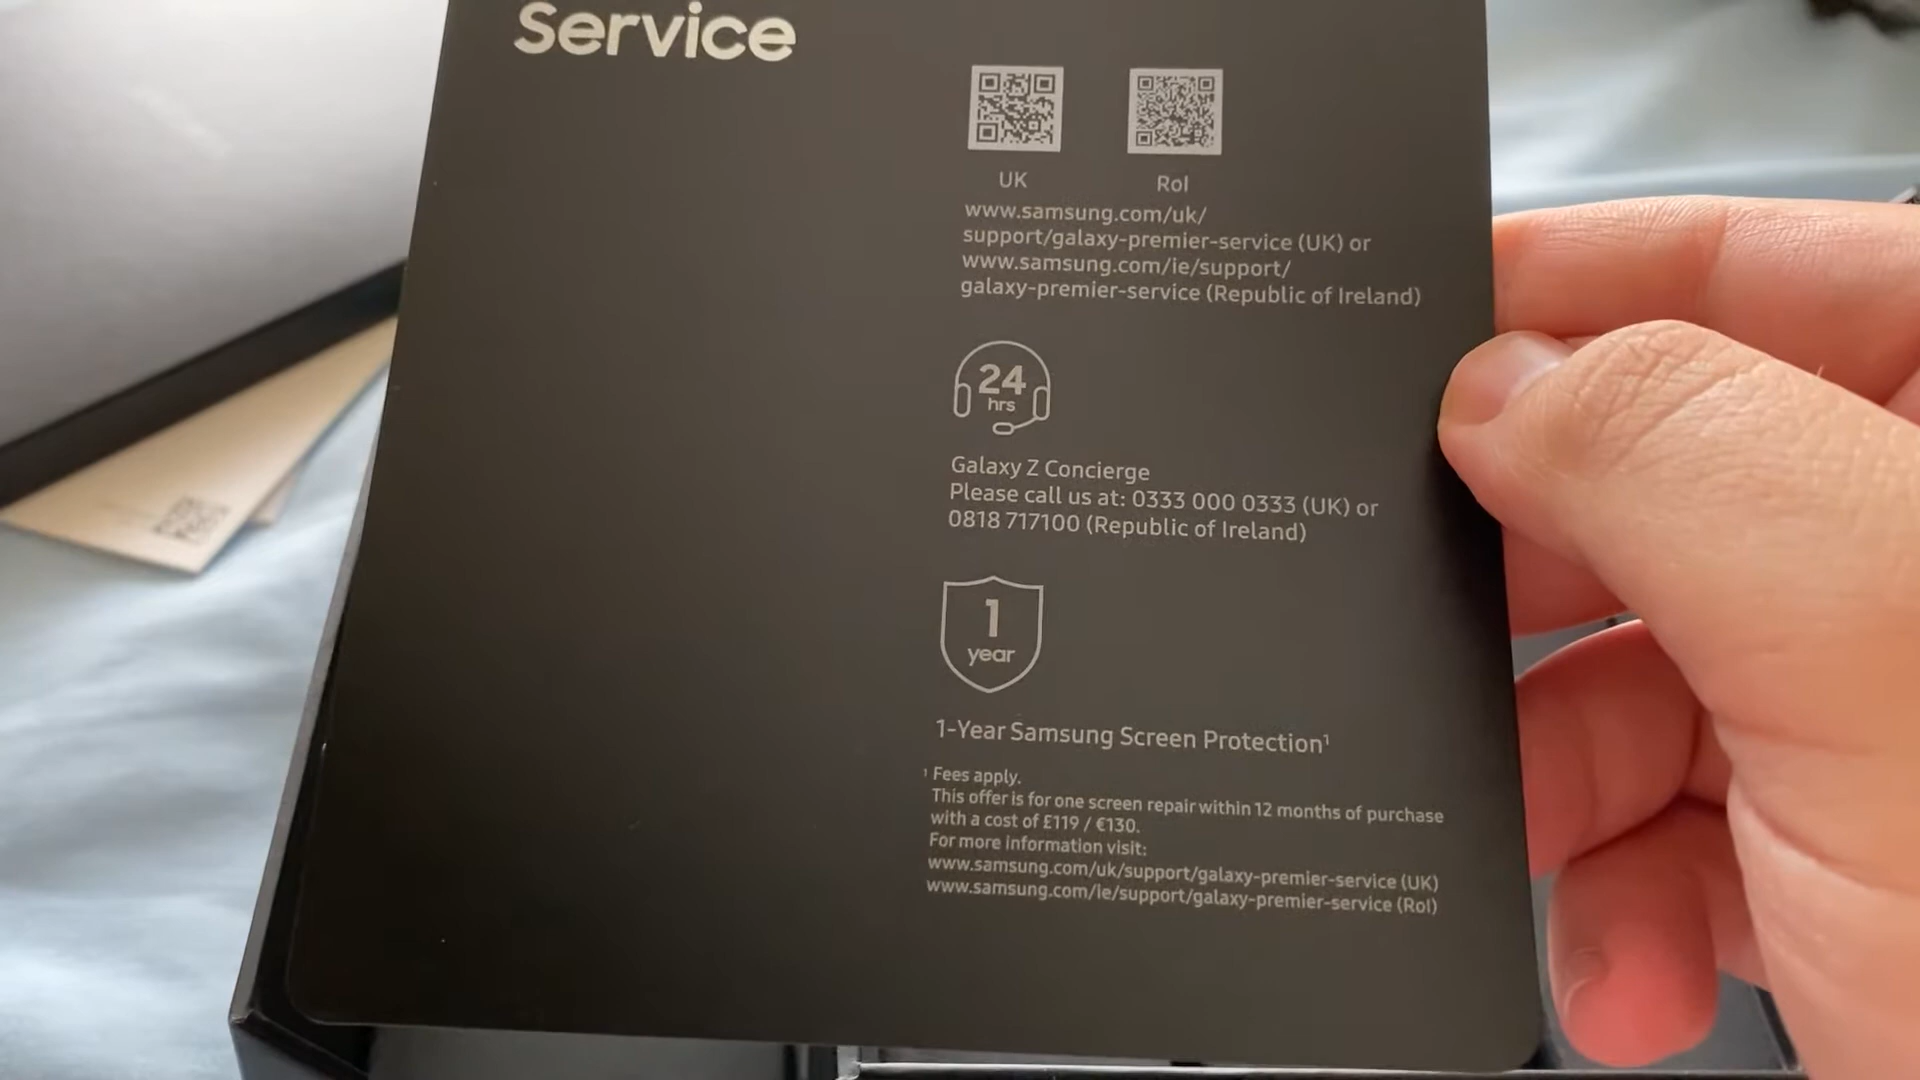 Service
UK
RoI
www.samsung.com/uk/
support/galaxy-premier-service (UK) or
www.samsung.com/ie/support/
galaxy-premier-service (Republic of Ireland)
24
hrs
Galaxy Z Concierge
Please call us at: 0333 000 0333 (UK) or
0818 717100 (Republic of Ireland)
1
year
1-Year Samsung Screen Protection¹
¹ Fees apply.
This offer is for one screen repair within 12 months of purchase
with a cost of £119 / €130.
For more information visit:
www.samsung.com/uk/support/galaxy-premier-service (UK)
www.samsung.com/ie/support/galaxy-premier-service (RoI)